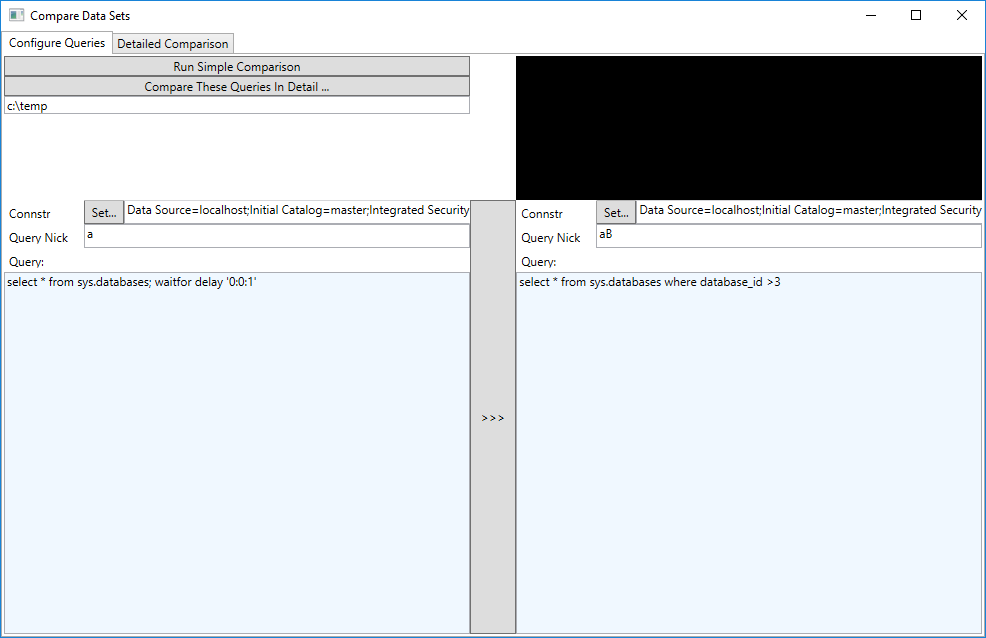 Compare Data Sets
Configure Queries Detailed Comparison
Run Simple Comparison
Compare These Queries In Detail ...
c:\temp
Connstr Set... Data Source=localhost;Initial Catalog=master;Integrated Security
Query Nick a
Query:
select * from sys.databases; waitfor delay '0:0:1'
>>>
Connstr Set... Data Source=localhost;Initial Catalog=master;Integrated Security
Query Nick aB
Query:
select * from sys.databases where database_id >3